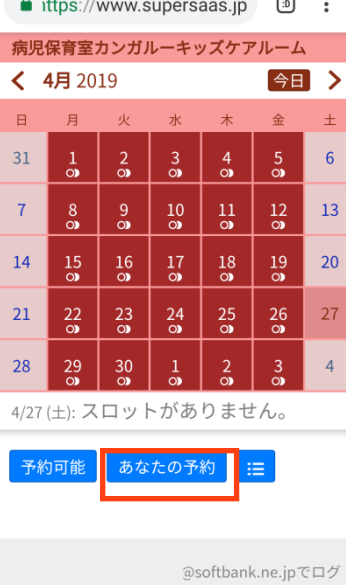 https://www.supersaas.jp :D
病児保育室カンガルーキッズケアルーム
4月 2019 今日
日 月 火 水 木 金 土
31 1 2 3 4 5 6
7 8 9 10 11 12 13
14 15 16 17 18 19 20
21 22 23 24 25 26 27
28 29 30 1 2 3 4
4/27 (土): スロットがありません。
予約可能 あなたの予約
@softbank.ne.jpでログ